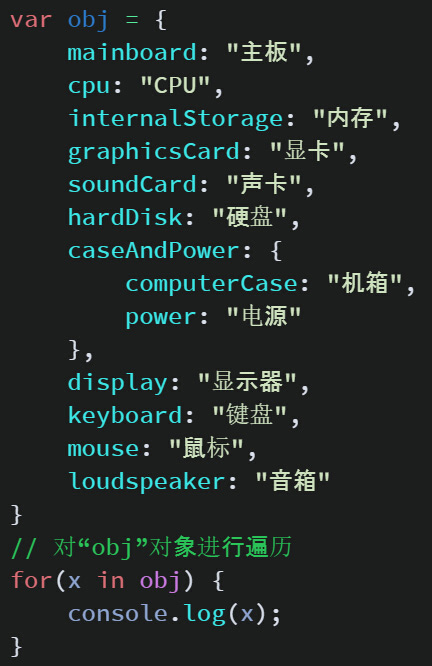 var obj = {
    mainboard: "主板",
    cpu: "CPU",
    internalStorage: "内存",
    graphicsCard: "显卡",
    soundCard: "声卡",
    hardDisk: "硬盘",
    caseAndPower: {
        computerCase: "机箱",
        power: "电源"
    },
    display: "显示器",
    keyboard: "键盘",
    mouse: "鼠标",
    loudspeaker: "音箱"
}
// 对“obj”对象进行遍历
for(x in obj) {
    console.log(x);
}